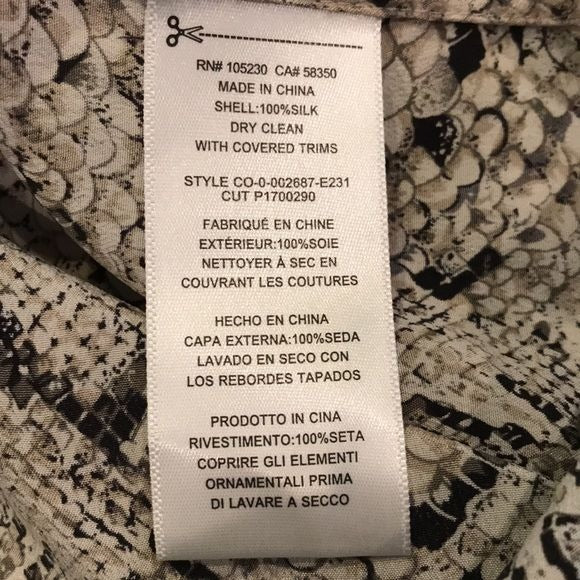 RN# 105230 CA# 58350
MADE IN CHINA
SHELL:100%SILK
DRY CLEAN
WITH COVERED TRIMS
STYLE CO-0-002687-E231
CUT P1700290
FABRIQUÉ EN CHINE
EXTÉRIEUR:100%SOIE
NETTOYER À SEC EN
COUVRANT LES COUTURES
HECHO EN CHINA
CAPA EXTERNA:100%SEDA
LAVADO EN SECO CON
LOS REBORDES TAPADOS
PRODOTTO IN CINA
RIVESTIMENTO:100%SETA
COPRIRE GLI ELEMENTI
ORNAMENTALI PRIMA
DI LAVARE A SECCO